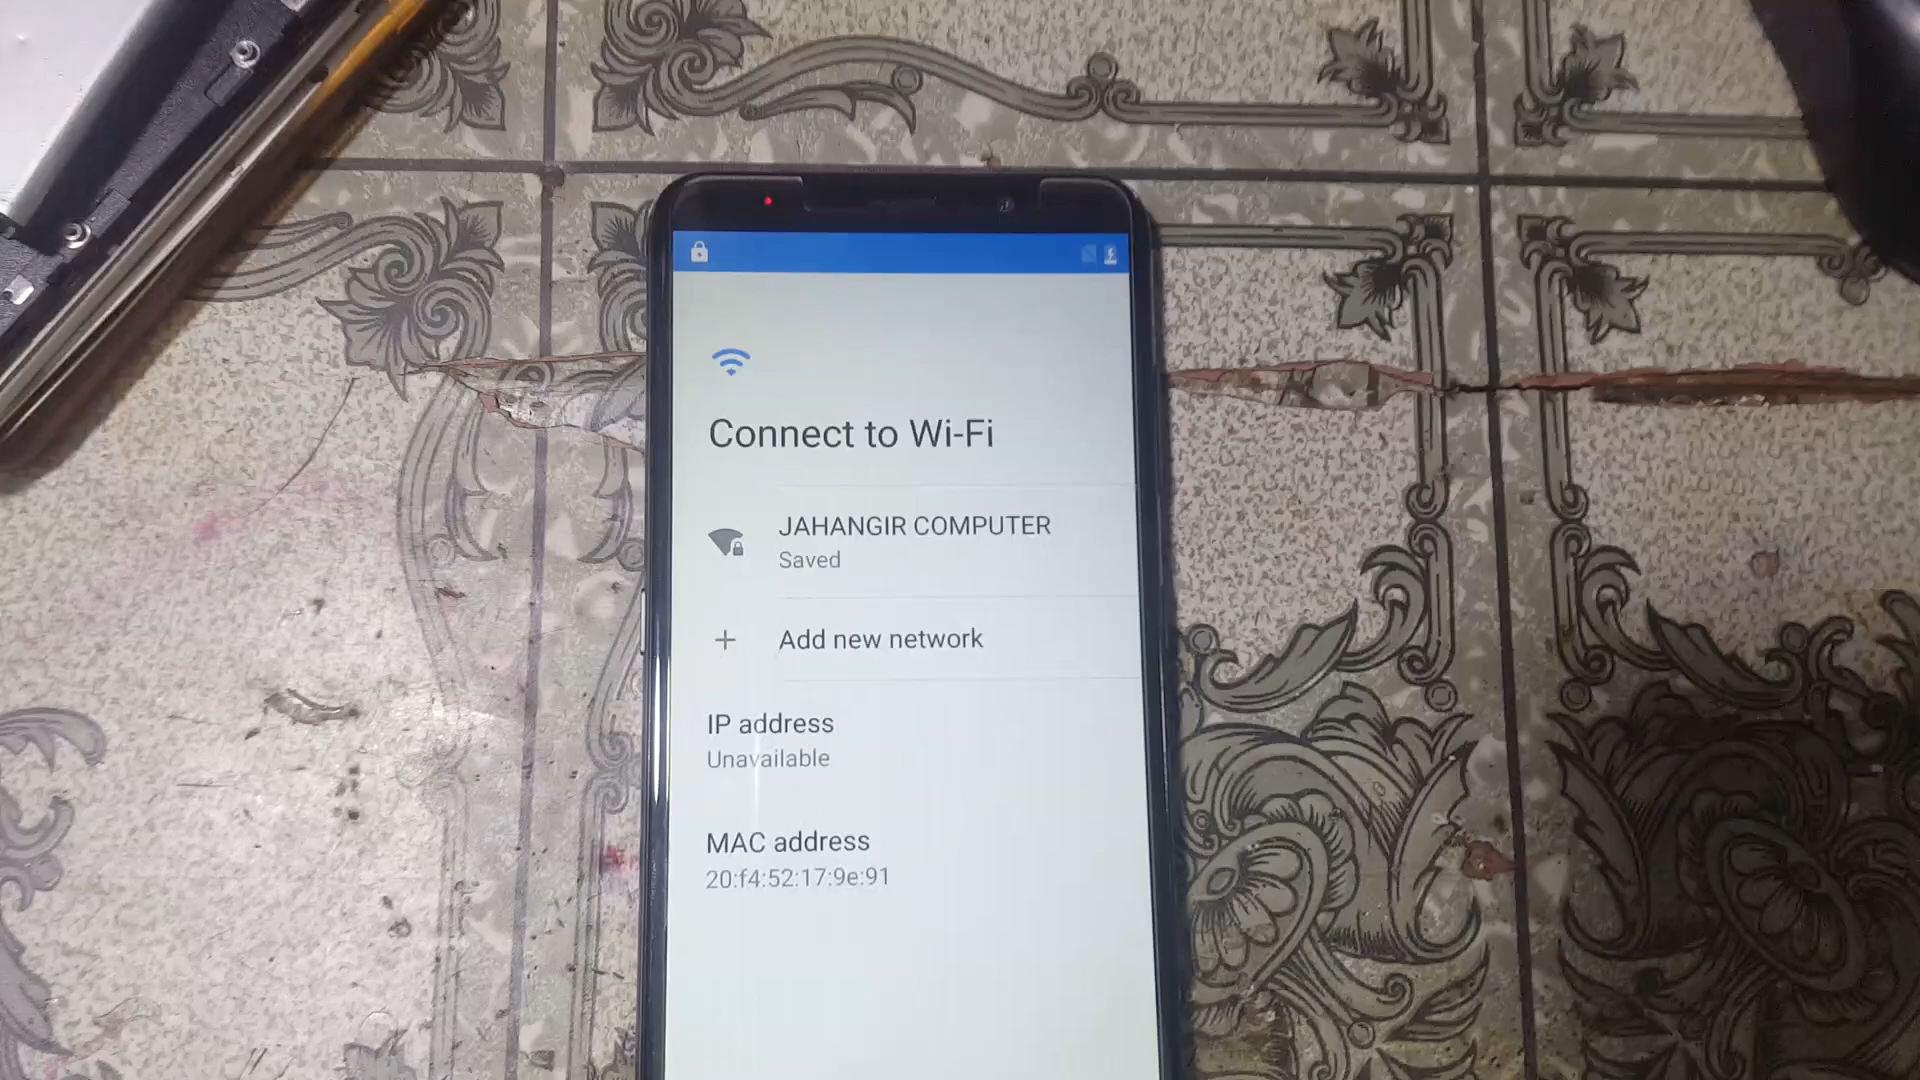 Connect to Wi-Fi
JAHANGIR COMPUTER
Saved
Add new network
IP address
Unavailable
MAC address
20:f4:52:17:9e:91